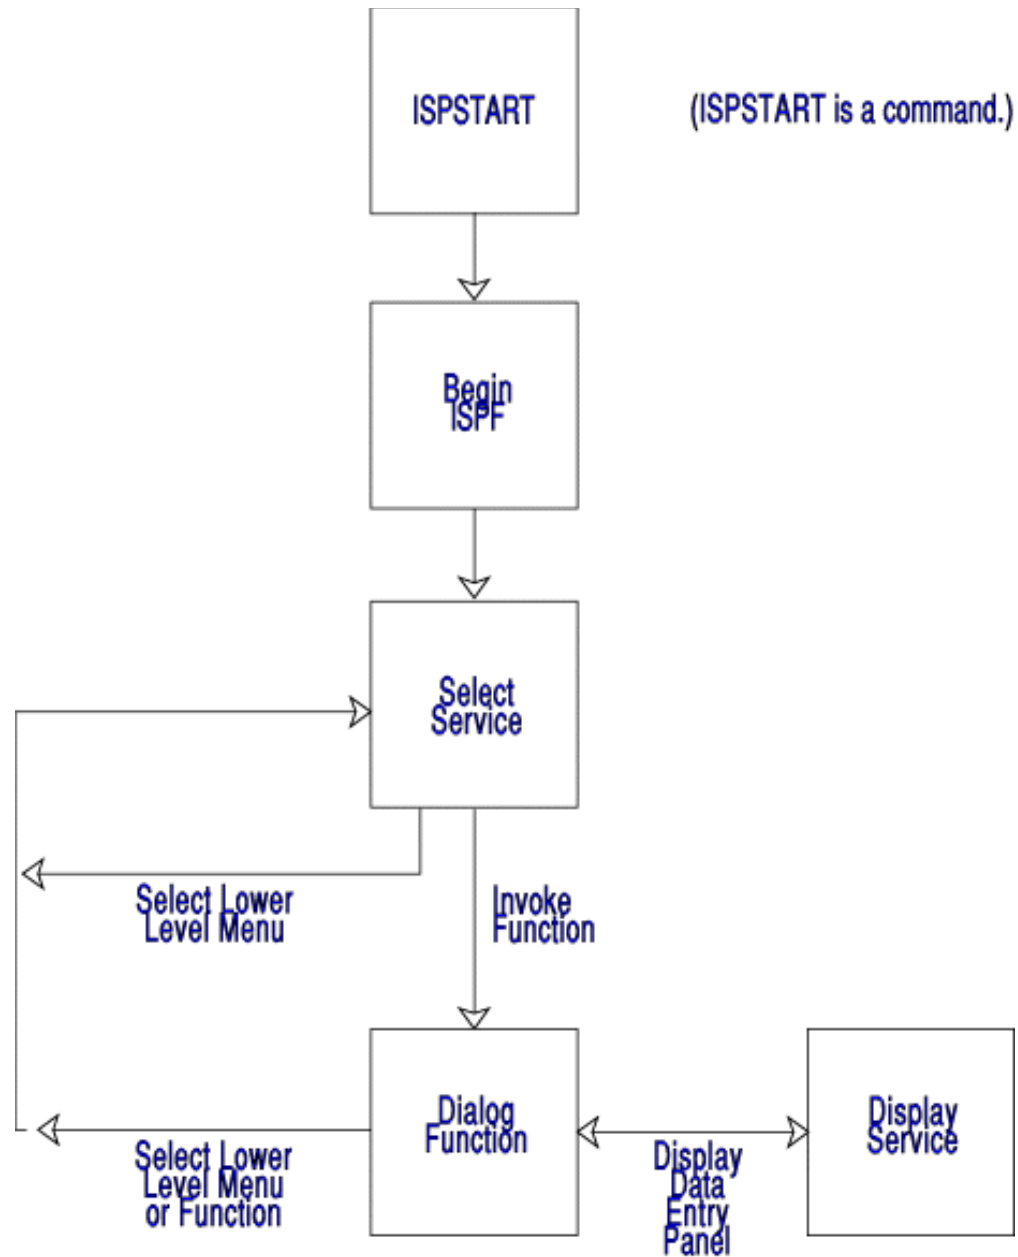 ISPSTART
(ISPSTART is a command.)
Begin
ISPF
Select
Service
Select Lower
Level Menu
Invoke
Function
Dialog
Function
Display
Service
Select Lower
Level Menu
or Function
Display
Data
Entry
Panel